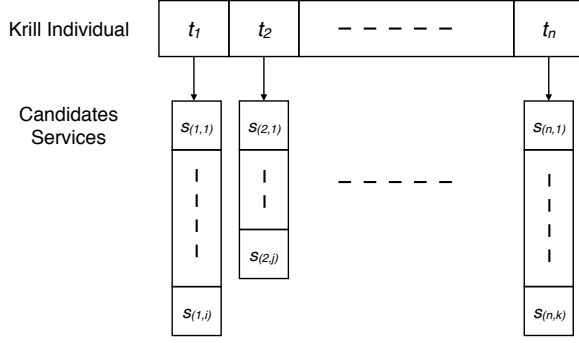 Krill Individual t1 t2 tn
Candidates
Services
s(1,1) s(2,1) s(n,1)
s(2,j)
s(1,i) s(n,k)